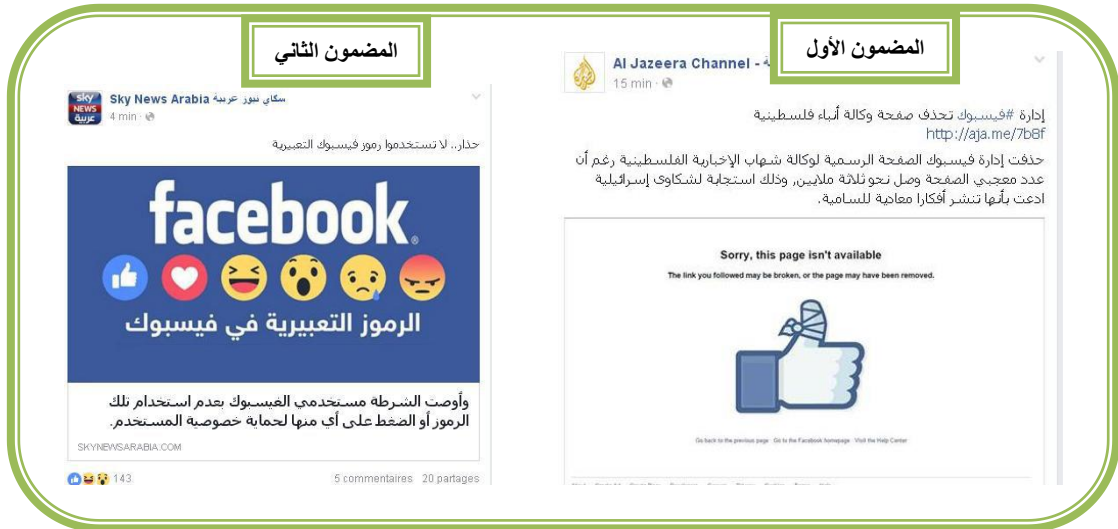 المضمون الأول
Al Jazeera Channel -
15 min
إدارة #فيسبوك تحذف صفحة وكالة أنباء فلسطينية
http://aja.me/7b8f
حذفت إدارة فيسبوك الصفحة الرسمية لوكالة شهاب الإخبارية الفلسطينية رغم أن
عدد معجبي الصفحة وصل نحو ثلاثة ملايين, وذلك استجابة لشكاوى إسرائيلية
ادعت بأنها تنشر أفكارا معادية للسامية.
Sorry, this page isn't available
The link you followed may be broken, or the page may have been removed.
Go back to the previous page · Go to the Facebook homepage · Visit the Help Center
المضمون الثاني
sky NEWS عربية
Sky News Arabia سكاي نيوز عربية
4 min
حذار.. لا تستخدموا رموز فيسبوك التعبيرية
facebook®
الرموز التعبيرية في فيسبوك
وأوصت الشرطة مستخدمي الفيسبوك بعدم استخدام تلك
الرموز أو الضغط على أي منها لحماية خصوصية المستخدم.
SKYNEWSARABIA.COM
143
5 commentaires 20 partages